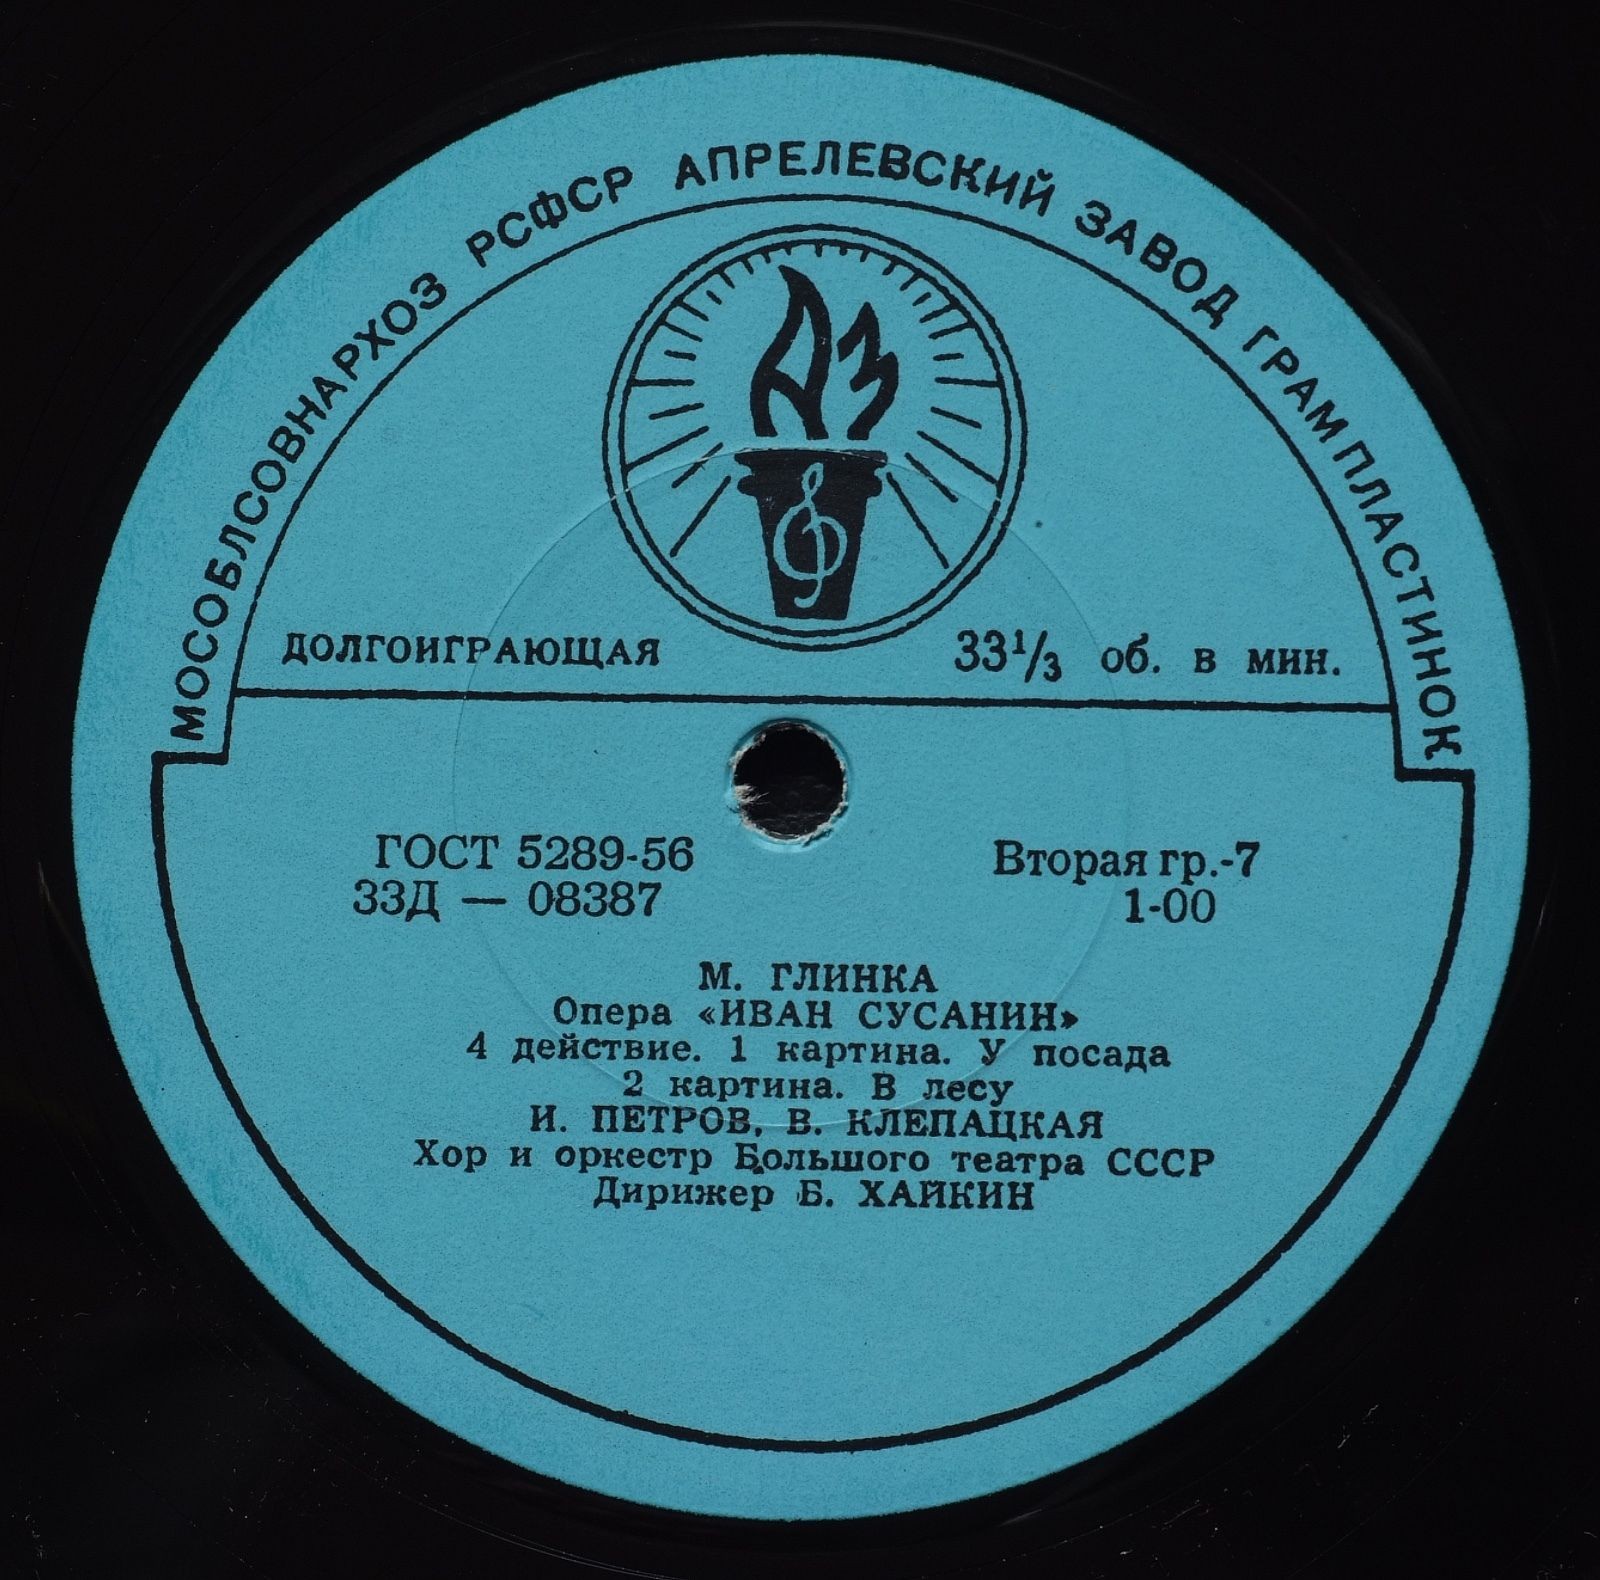 МОСОБЛСОВНАРХОЗ РСФСР АПРЕЛЕВСКИЙ ЗАВОД ГРАМПЛАСТИНОК
АЗ
ДОЛГОИГРАЮЩАЯ 33 1/3 об. в мин.
ГОСТ 5289-56 Вторая гр.-7
33Д — 08387 1-00
М. ГЛИНКА
Опера «ИВАН СУСАНИН»
4 действие. 1 картина. У посада
2 картина. В лесу
И. ПЕТРОВ, В. КЛЕПАЦКАЯ
Хор и оркестр Большого театра СССР
Дирижер Б. ХАЙКИН